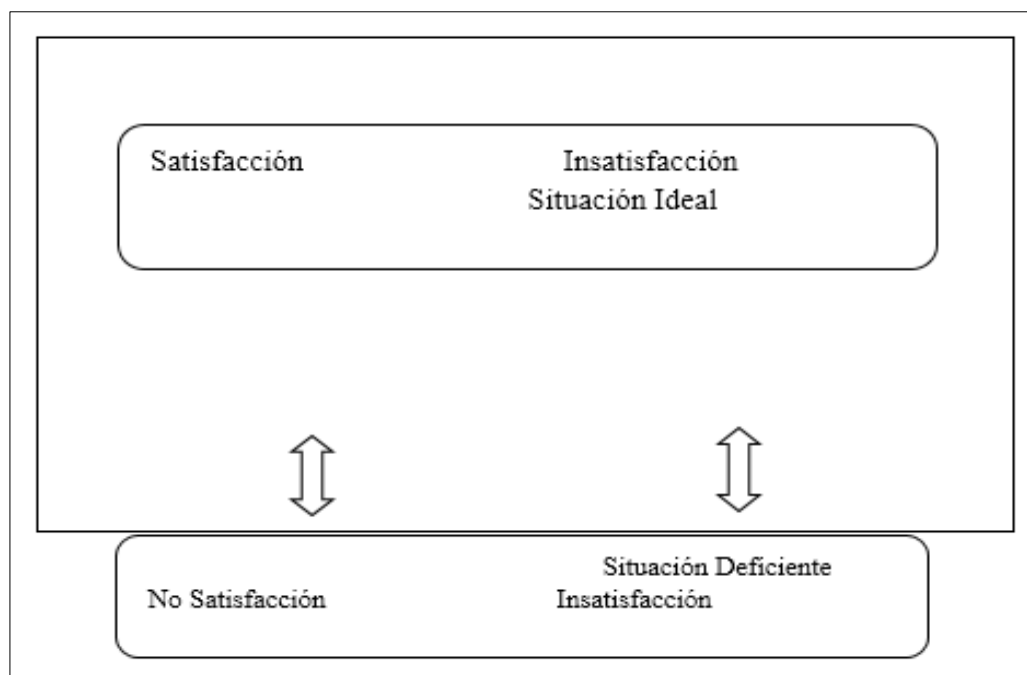 Satisfacción Insatisfacción
Situación Ideal
Situación Deficiente
No Satisfacción Insatisfacción